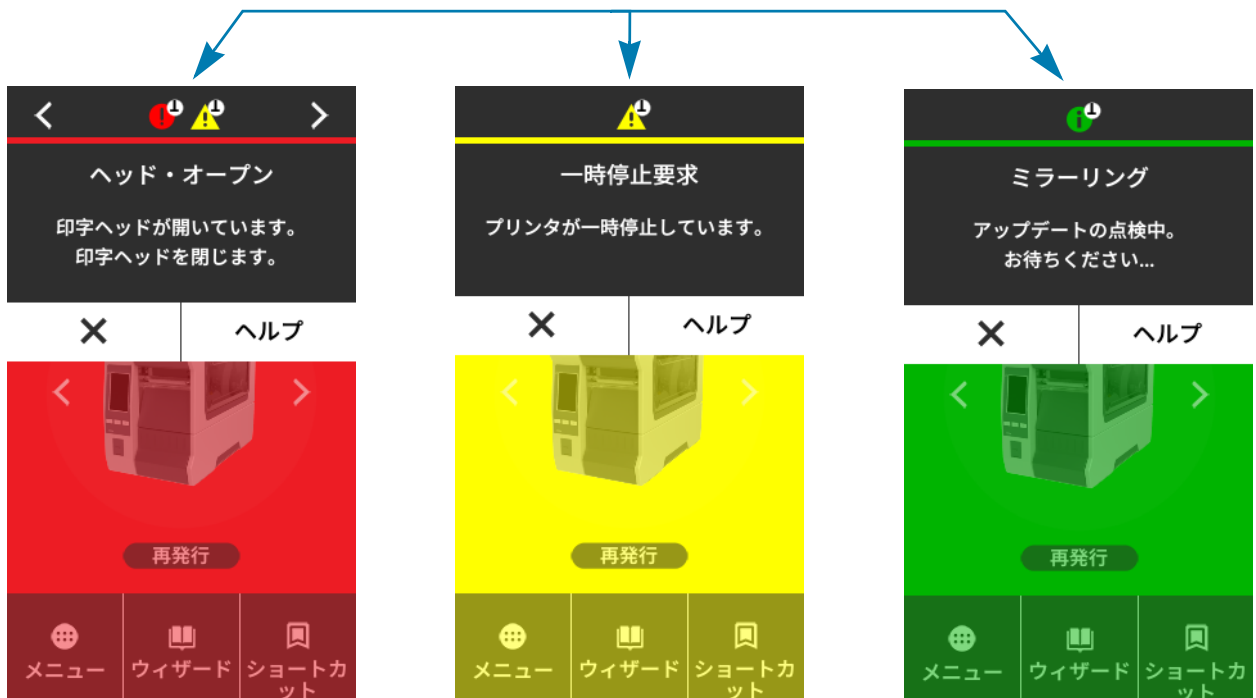 ヘッド・オープン
印字ヘッドが開いています。
印字ヘッドを閉じます。
ヘルプ
再発行
メニュー
ウィザード
ショートカ
ット
一時停止要求
プリンタが一時停止しています。
ヘルプ
再発行
メニュー
ウィザード
ショートカ
ット
ミラーリング
アップデートの点検中。
お待ちください...
ヘルプ
再発行
メニュー
ウィザード
ショートカ
ット